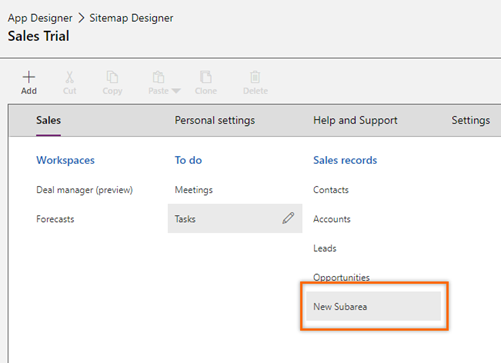 App Designer > Sitemap Designer
Sales Trial
Add Cut Copy Paste Clone Delete
Sales Personal settings Help and Support Settings
Workspaces To do Sales records
Deal manager (preview) Meetings Contacts
Forecasts Tasks Accounts
Leads
Opportunities
New Subarea